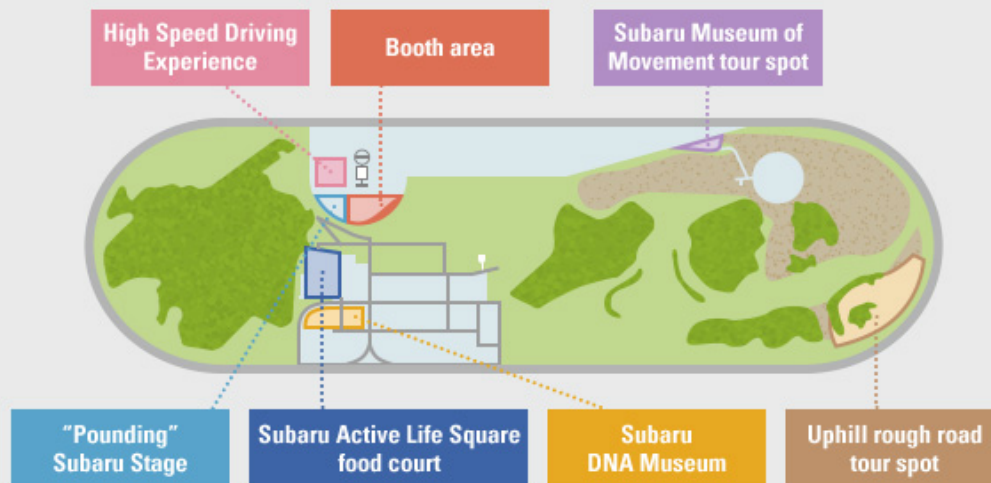 High Speed Driving
Experience
Booth area
Subaru Museum of
Movement tour spot
“Pounding”
Subaru Stage
Subaru Active Life Square
food court
Subaru
DNA Museum
Uphill rough road
tour spot